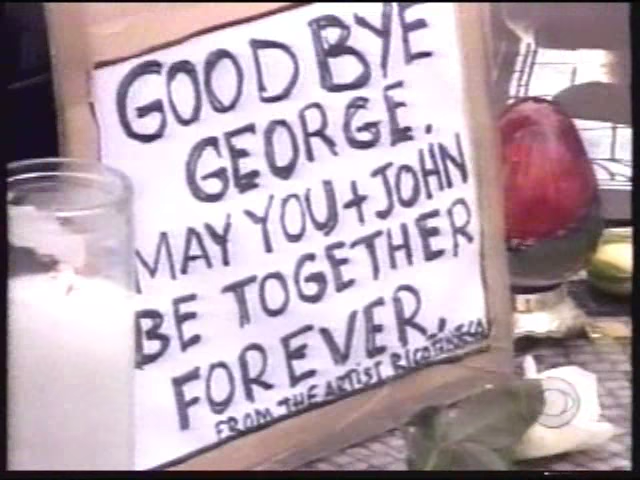 GOOD BYE
GEORGE.
MAY YOU + JOHN
BE TOGETHER
FOREVER.
FROM THE ARTIST